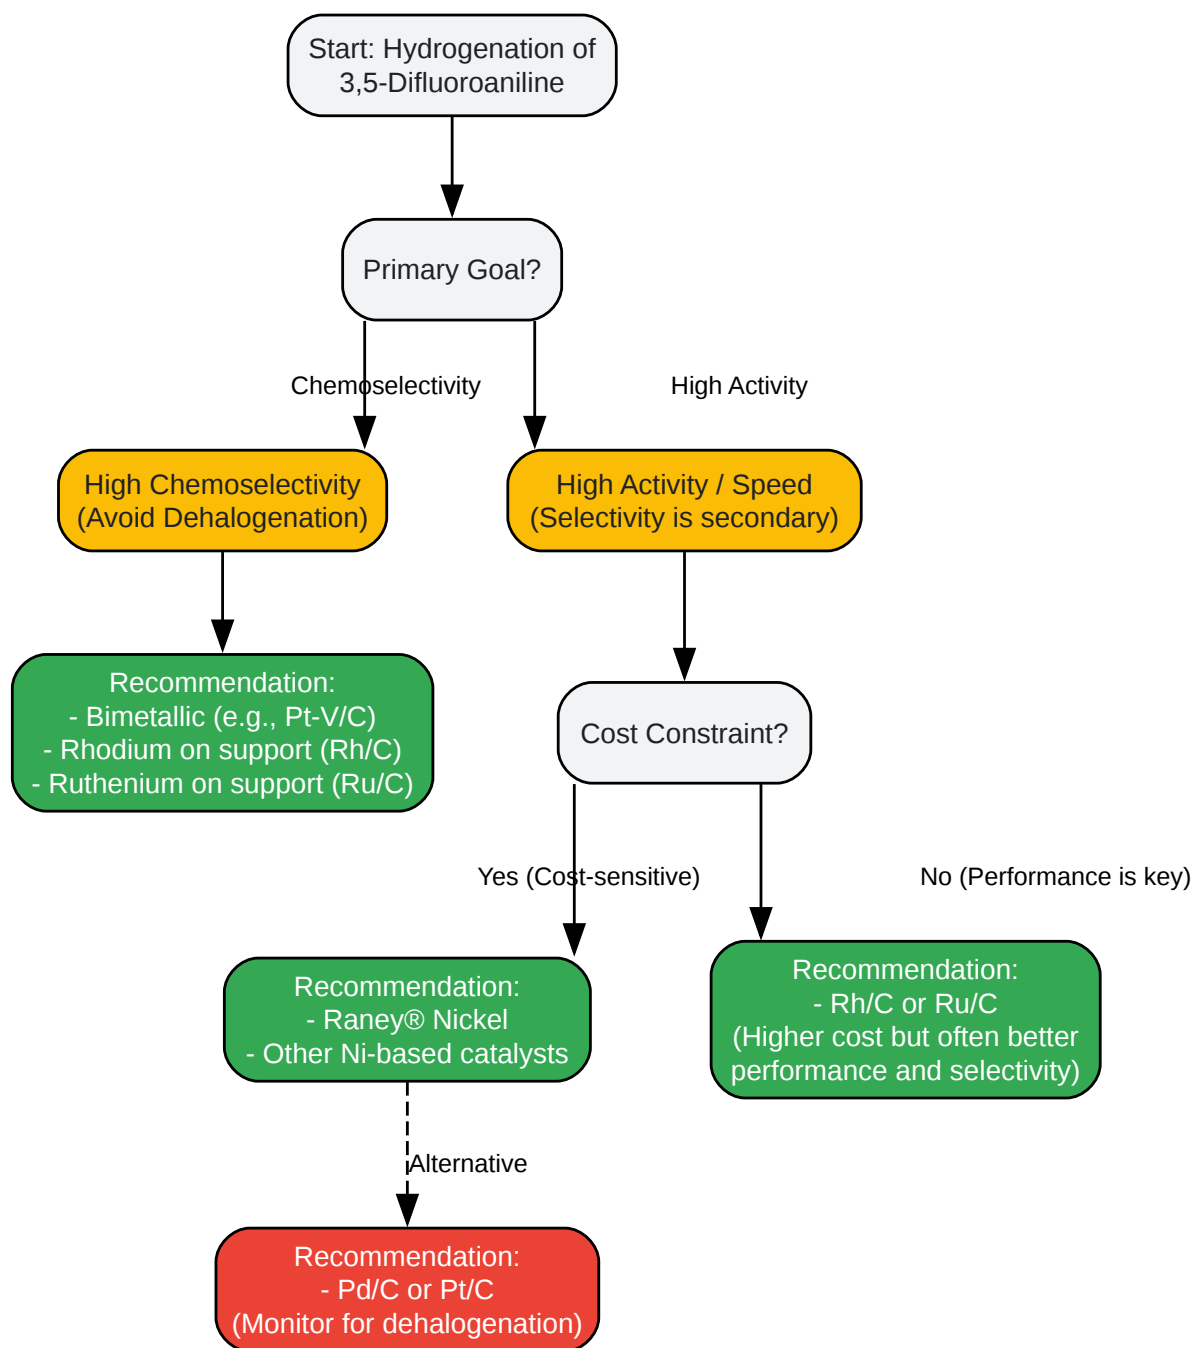 Start: Hydrogenation of
3,5-Difluoroaniline
Primary Goal?
Chemoselectivity
High Activity
High Chemoselectivity
(Avoid Dehalogenation)
High Activity / Speed
(Selectivity is secondary)
Recommendation:
- Bimetallic (e.g., Pt-V/C)
- Rhodium on support (Rh/C)
- Ruthenium on support (Ru/C)
Cost Constraint?
Yes (Cost-sensitive)
No (Performance is key)
Recommendation:
- Raney® Nickel
- Other Ni-based catalysts
Recommendation:
- Rh/C or Ru/C
(Higher cost but often better
performance and selectivity)
Alternative
Recommendation:
- Pd/C or Pt/C
(Monitor for dehalogenation)